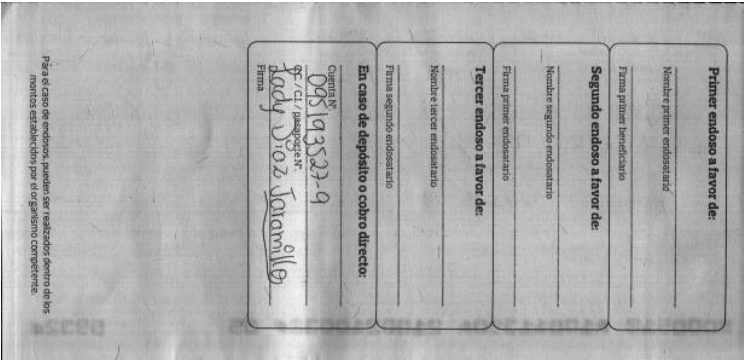 Primer endoso a favor de:
Nombre primer endosatario
Firma primer beneficiario
Segundo endoso a favor de:
Nombre segundo endosatario
Firma primer endosatario
Tercer endoso a favor de:
Nombre tercer endosatario
Firma segundo endosatario
En caso de depósito o cobro directo:
Cuenta N°
095193527-9
CC/C.I./pasaporte N°
Lady Diaz Jaramillo
Firma
Para el caso de endosos, pueden ser realizados dentro de los
montos establecidos por el organismo competente.